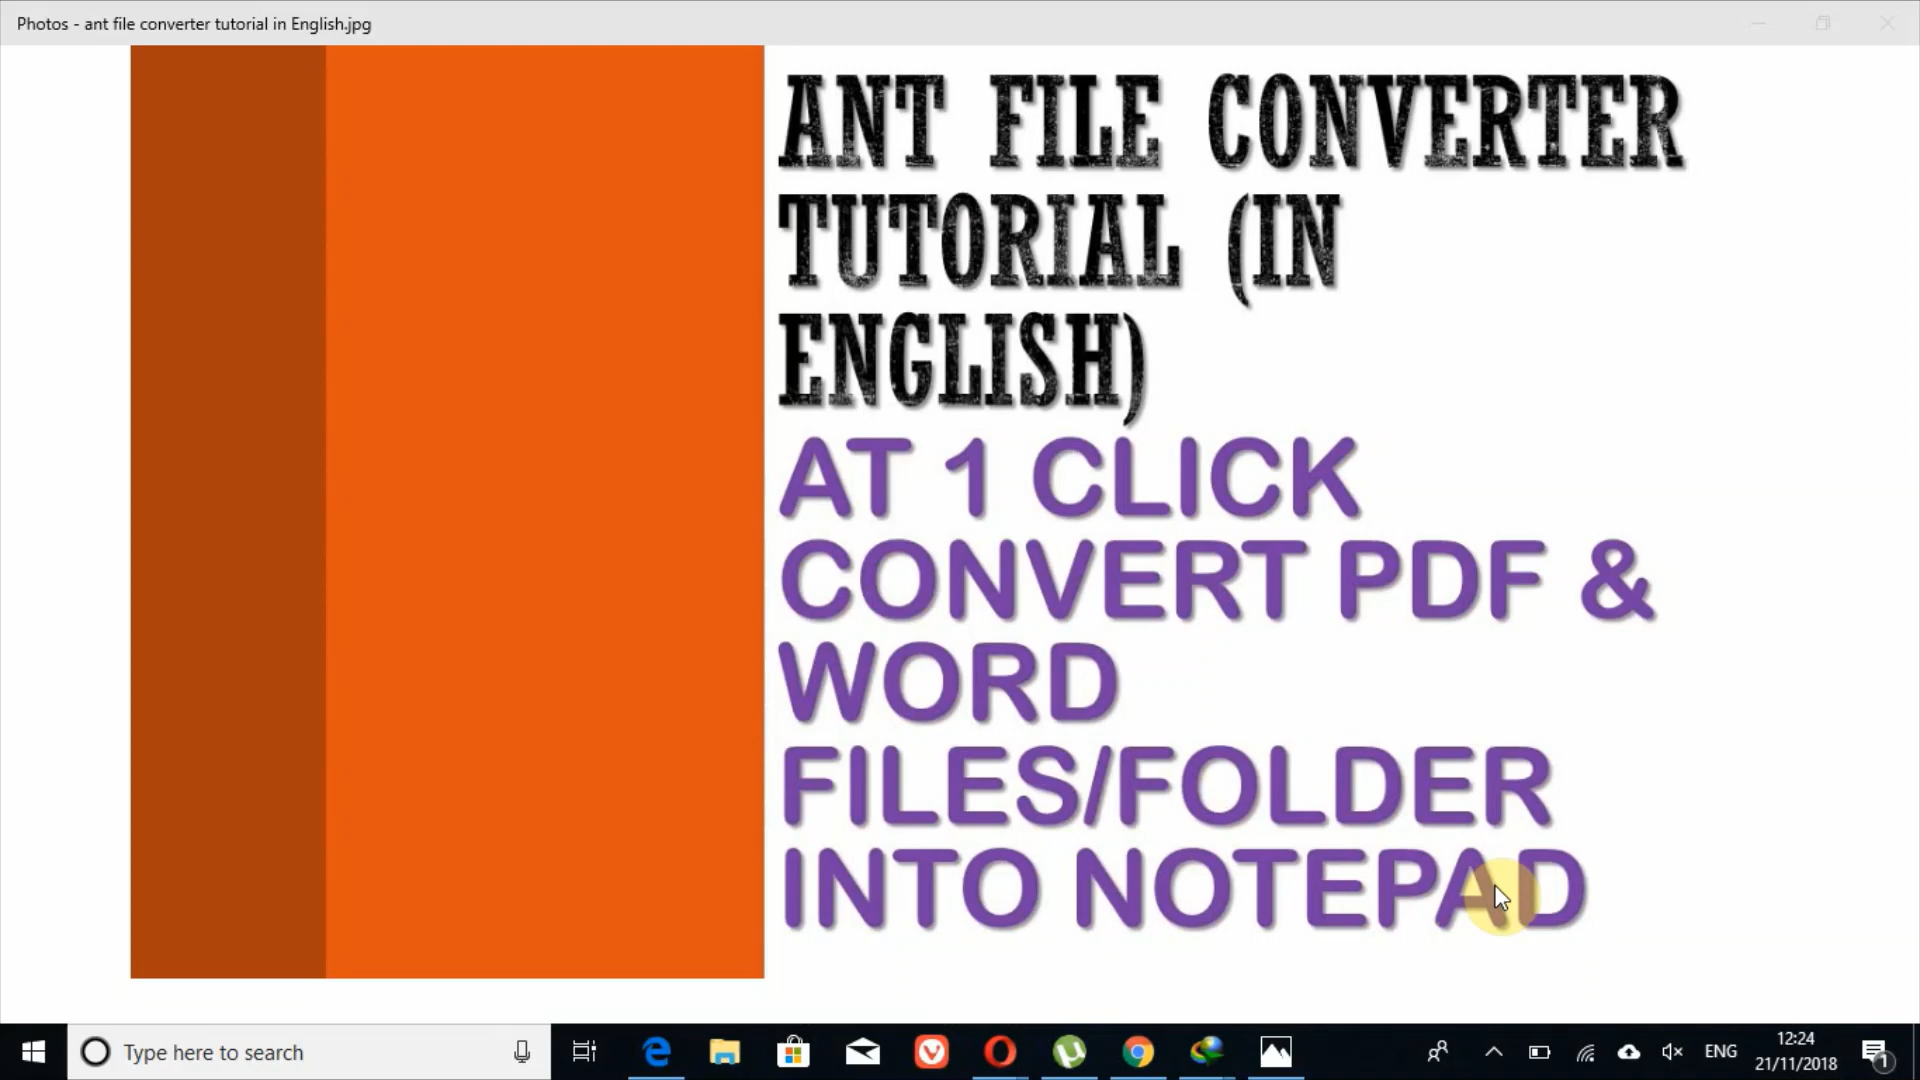 Photos - ant file converter tutorial in English.jpg
ANT FILE CONVERTER
TUTORIAL (IN
ENGLISH)
AT 1 CLICK
CONVERT PDF &
WORD
FILES/FOLDER
INTO NOTEPAD
Type here to search
ENG
12:24
21/11/2018
1